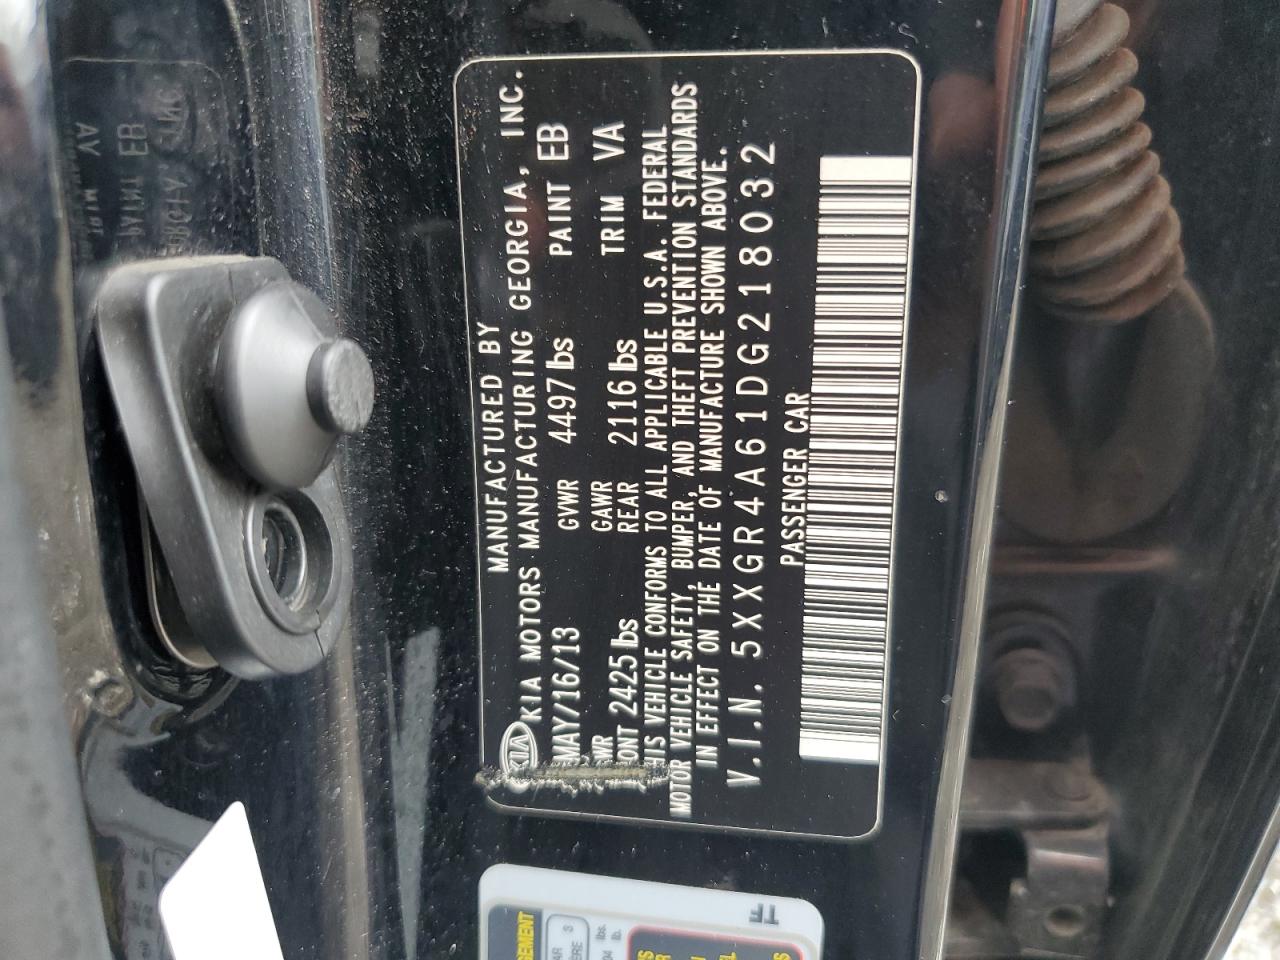 MANUFACTURED BY
KIA KIA MOTORS MANUFACTURING GEORGIA, INC.
MAY/16/13 GVWR 4497 lbs PAINT EB
GAWR
REAR 2116 lbs TRIM VA
2425 lbs
VEHICLE CONFORMS TO ALL APPLICABLE U.S.A. FEDERAL
MOTOR VEHICLE SAFETY, BUMPER, AND THEFT PREVENTION STANDARDS
IN EFFECT ON THE DATE OF MANUFACTURE SHOWN ABOVE.
V.I.N. 5XXGR4A61DG218032
PASSENGER CAR